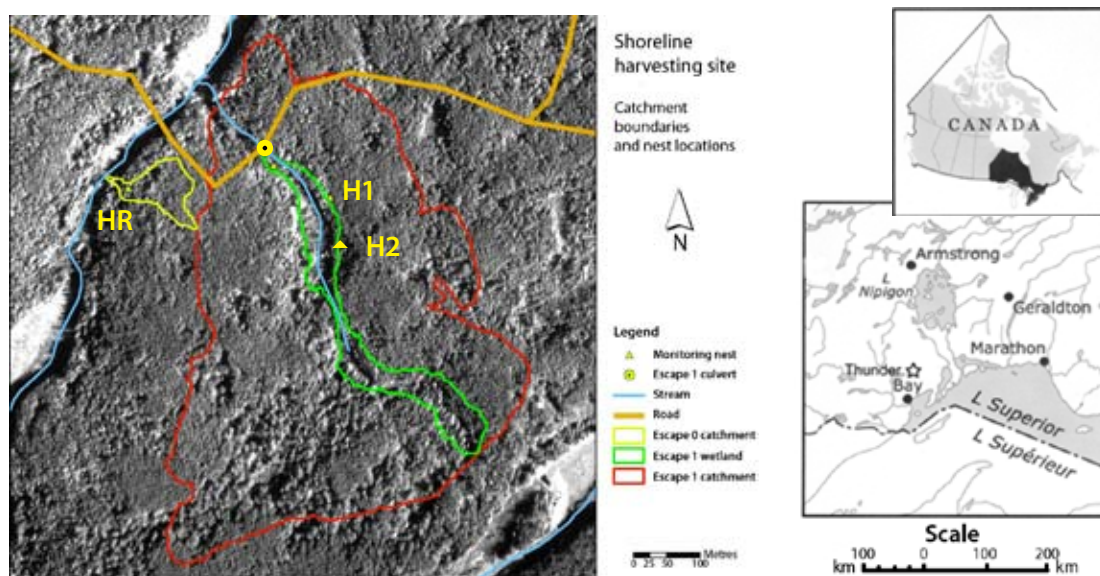 HR
H1
H2
Shoreline
harvesting site
Catchment
boundaries
and nest locations
N
Legend
Monitoring nest
Escape 1 culvert
Stream
Road
Escape 0 catchment
Escape 1 wetland
Escape 1 catchment
Metres
0 25 50 100
CANADA
Armstrong
L
Nipigon
Geraldton
Marathon
Thunder
Bay
L Superior
L Supérieur
Scale
100 0 100 200
km km